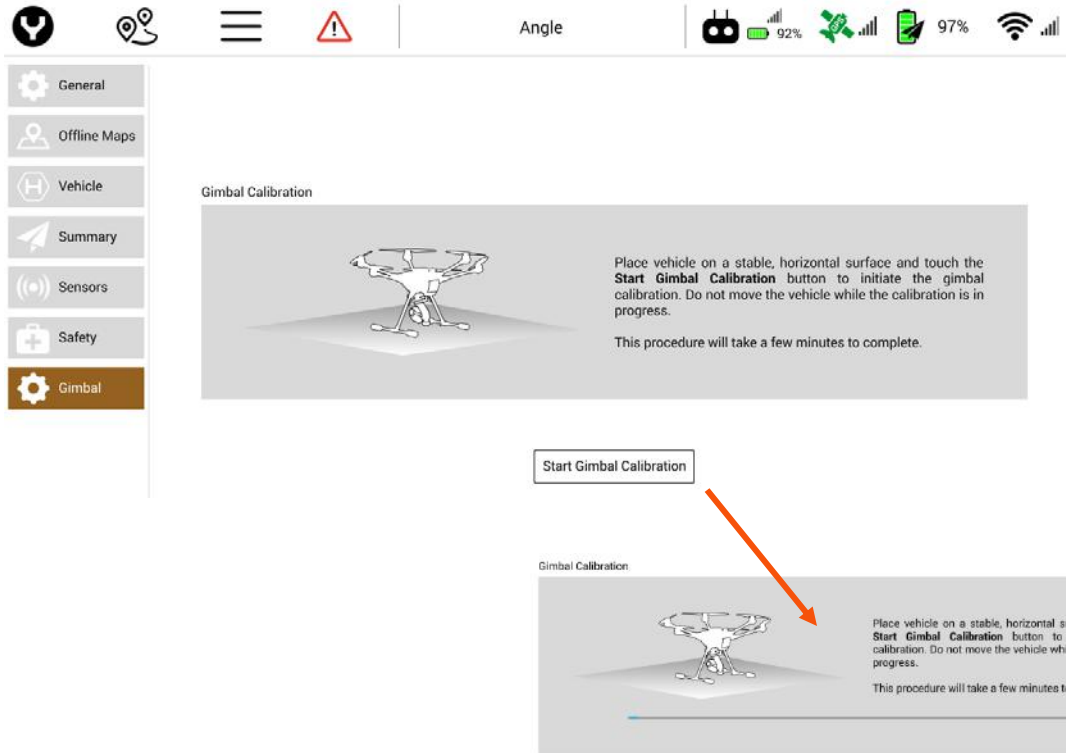 Angle
92%
GPS
97%
General
Offline Maps
Vehicle
Summary
Sensors
Safety
Gimbal
Gimbal Calibration
Place vehicle on a stable, horizontal surface and touch the
Start Gimbal Calibration button to initiate the gimbal
calibration. Do not move the vehicle while the calibration is in
progress.
This procedure will take a few minutes to complete.
Start Gimbal Calibration
Gimbal Calibration
Place vehicle on a stable, horizontal s
Start Gimbal Calibration button to
calibration. Do not move the vehicle whi
progress.
This procedure will take a few minutes t